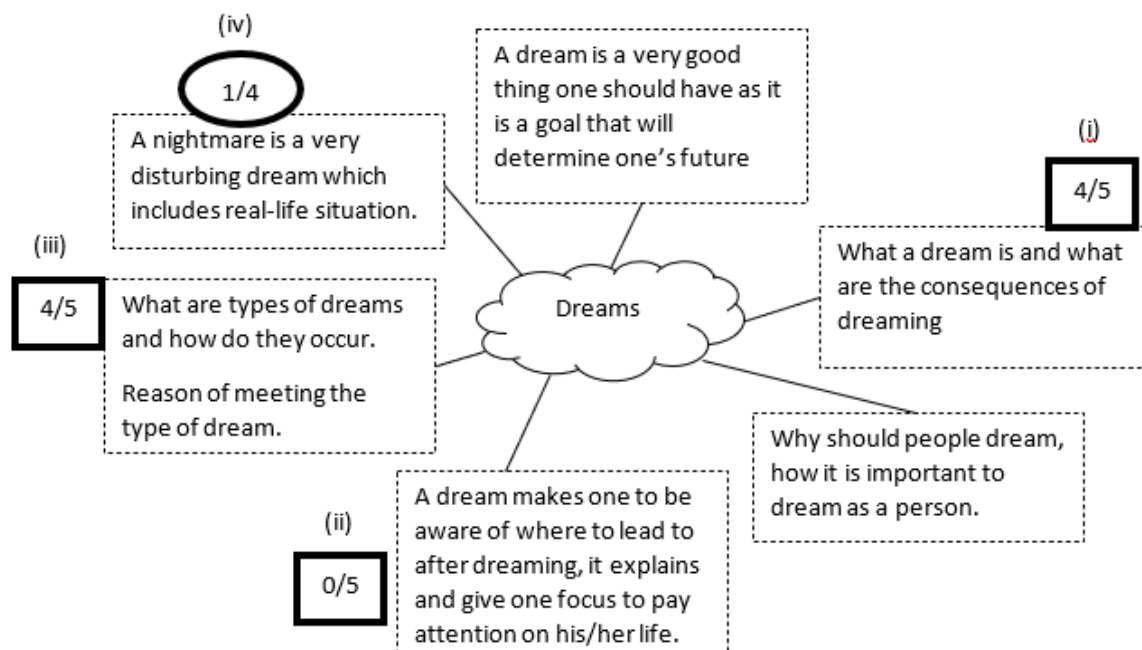 (iv)
1/4
A nightmare is a very
disturbing dream which
includes real-life situation.
A dream is a very good
thing one should have as it
is a goal that will
determine one's future
(i)
4/5
What a dream is and what
are the consequences of
dreaming
(iii)
4/5
What are types of dreams
and how do they occur.
Reason of meeting the
type of dream.
Dreams
Why should people dream,
how it is important to
dream as a person.
(ii)
0/5
A dream makes one to be
aware of where to lead to
after dreaming, it explains
and give one focus to pay
attention on his/her life.